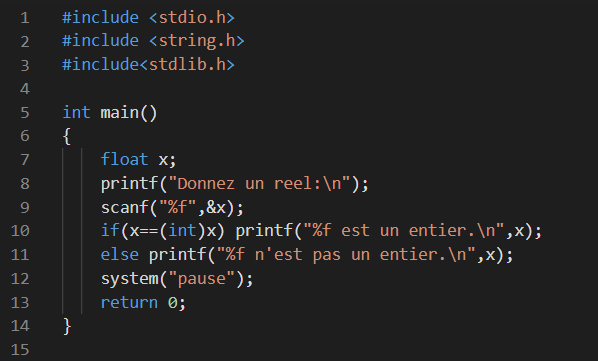 1 #include <stdio.h>
2 #include <string.h>
3 #include<stdlib.h>
4
5 int main()
6 {
7     float x;
8     printf("Donnez un reel:\n");
9     scanf("%f",&x);
10     if(x==(int)x) printf("%f est un entier.\n",x);
11     else printf("%f n'est pas un entier.\n",x);
12     system("pause");
13     return 0;
14 }
15